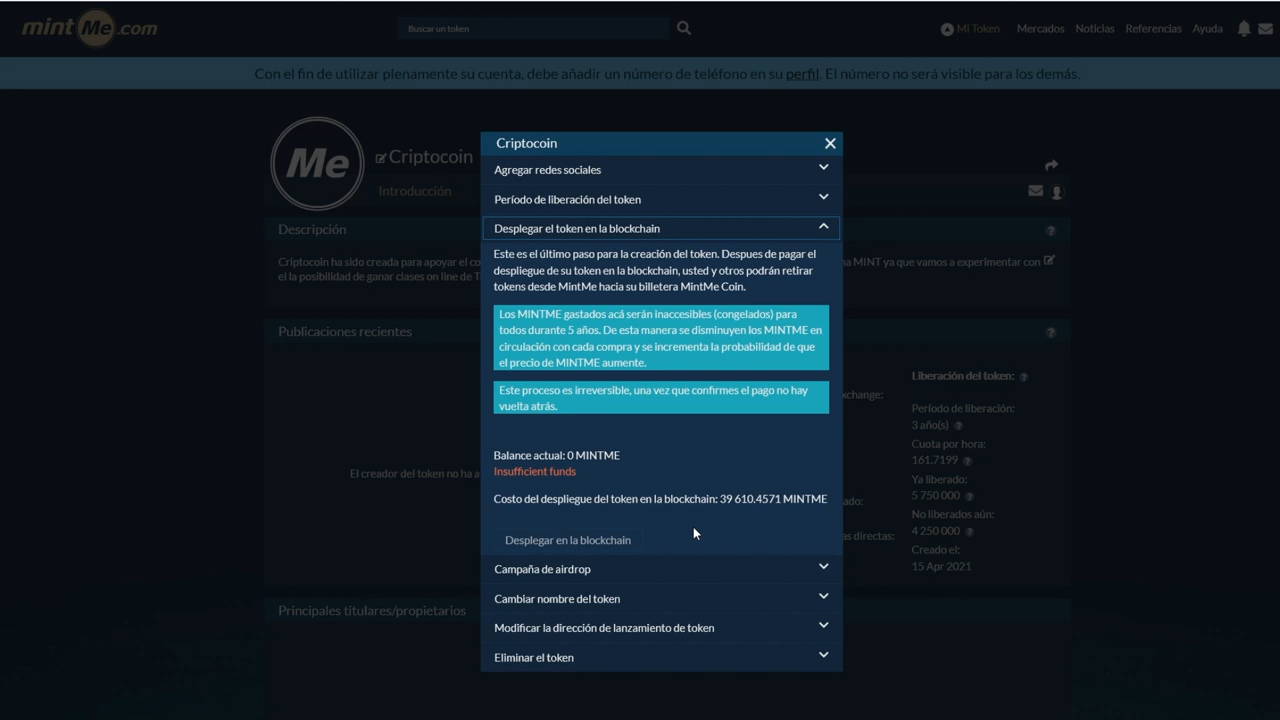 mintMe.com
Buscar un token
Mi Token
Mercados
Noticias
Referencias
Ayuda
Con el fin de utilizar plenamente su cuenta, debe añadir un número de teléfono en su perfil. El número no será visible para los demás.
Me
Criptocoin
Introducción
Descripción
Criptocoin ha sido creada para apoyar el
el la posibilidad de ganar clases on line de
na MINT ya que vamos a experimentar con
Publicaciones recientes
El creador del token no ha
Liberación del token:
change:
Período de liberación:
3 año(s)
Cuota por hora:
161.7199
Ya liberado:
5 750 000
No liberados aún:
4 250 000
as directas:
Creado el:
15 Apr 2021
Principales titulares/propietarios
Criptocoin
Agregar redes sociales
Período de liberación del token
Desplegar el token en la blockchain
Este es el último paso para la creación del token. Despues de pagar el
despliegue de su token en la blockchain, usted y otros podrán retirar
tokens desde MintMe hacia su billetera MintMe Coin.
Los MINTME gastados acá serán inaccesibles (congelados) para
todos durante 5 años. De esta manera se disminuyen los MINTME en
circulación con cada compra y se incrementa la probabilidad de que
el precio de MINTME aumente.
Este proceso es irreversible, una vez que confirmes el pago no hay
vuelta atrás.
Balance actual: 0 MINTME
Insufficient funds
Costo del despliegue del token en la blockchain: 39 610.4571 MINTME
Desplegar en la blockchain
Campaña de airdrop
Cambiar nombre del token
Modificar la dirección de lanzamiento de token
Eliminar el token